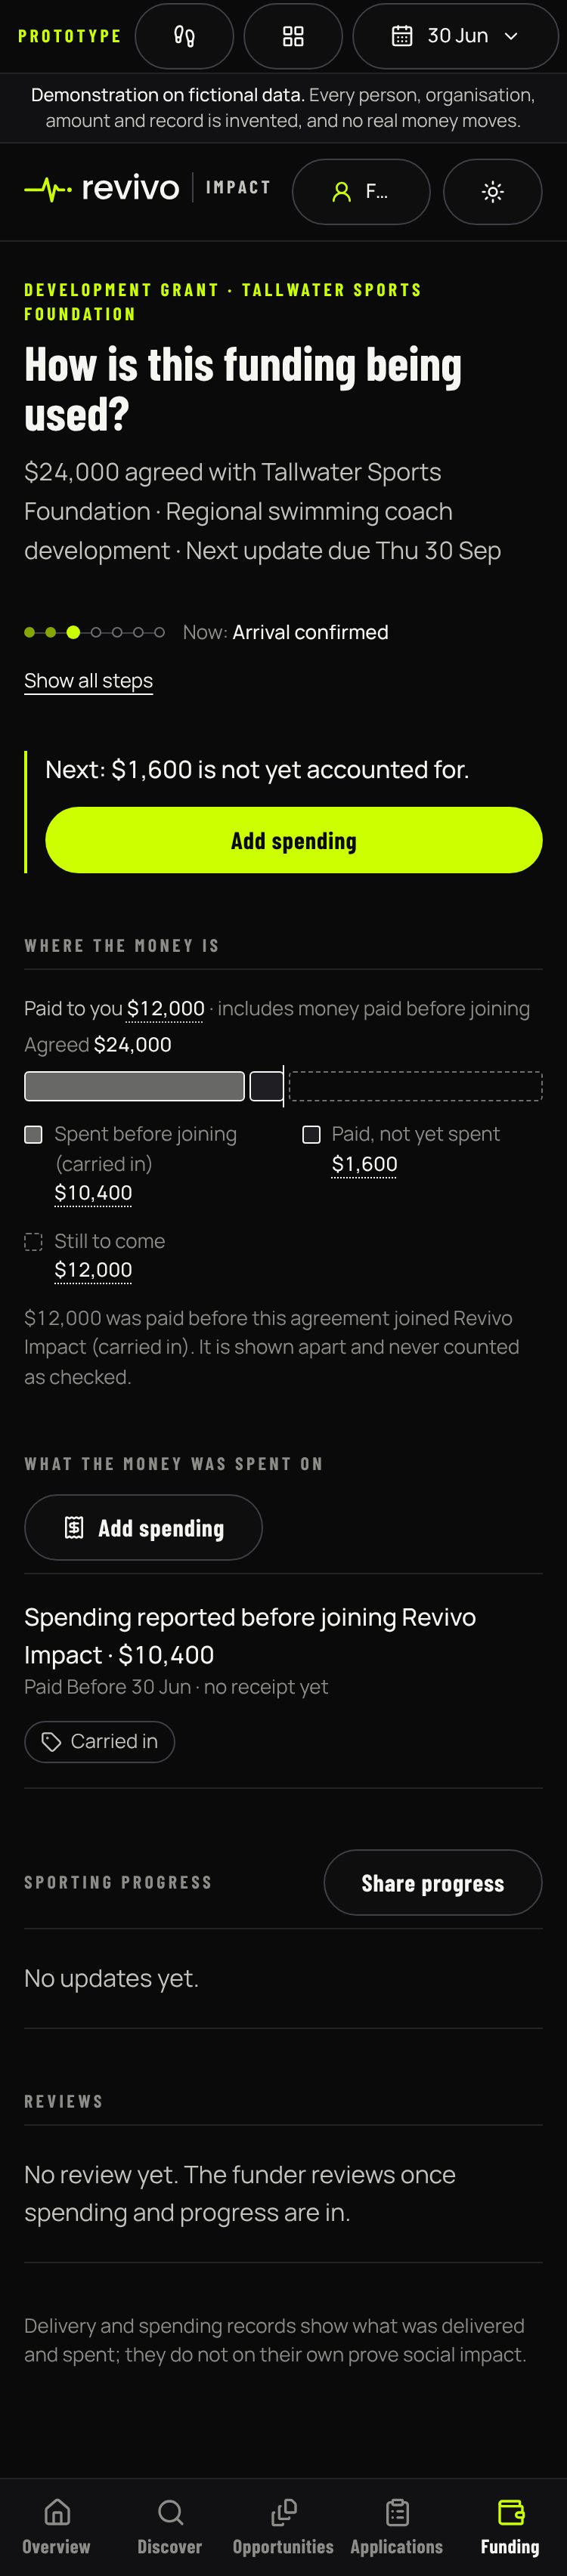 PROTOTYPE
30 Jun
Demonstration on fictional data. Every person, organisation,
amount and record is invented, and no real money moves.
revivo
IMPACT
F...
DEVELOPMENT GRANT · TALLWATER SPORTS
FOUNDATION
How is this funding being
used?
$24,000 agreed with Tallwater Sports
Foundation · Regional swimming coach
development · Next update due Thu 30 Sep
Now: Arrival confirmed
Show all steps
Next: $1,600 is not yet accounted for.
Add spending
WHERE THE MONEY IS
Paid to you $12,000 · includes money paid before joining
Agreed $24,000
Spent before joining
(carried in)
$10,400
Paid, not yet spent
$1,600
Still to come
$12,000
$12,000 was paid before this agreement joined Revivo
Impact (carried in). It is shown apart and never counted
as checked.
WHAT THE MONEY WAS SPENT ON
Add spending
Spending reported before joining Revivo
Impact · $10,400
Paid Before 30 Jun · no receipt yet
Carried in
SPORTING PROGRESS
Share progress
No updates yet.
REVIEWS
No review yet. The funder reviews once
spending and progress are in.
Delivery and spending records show what was delivered
and spent; they do not on their own prove social impact.
Overview
Discover
Opportunities
Applications
Funding